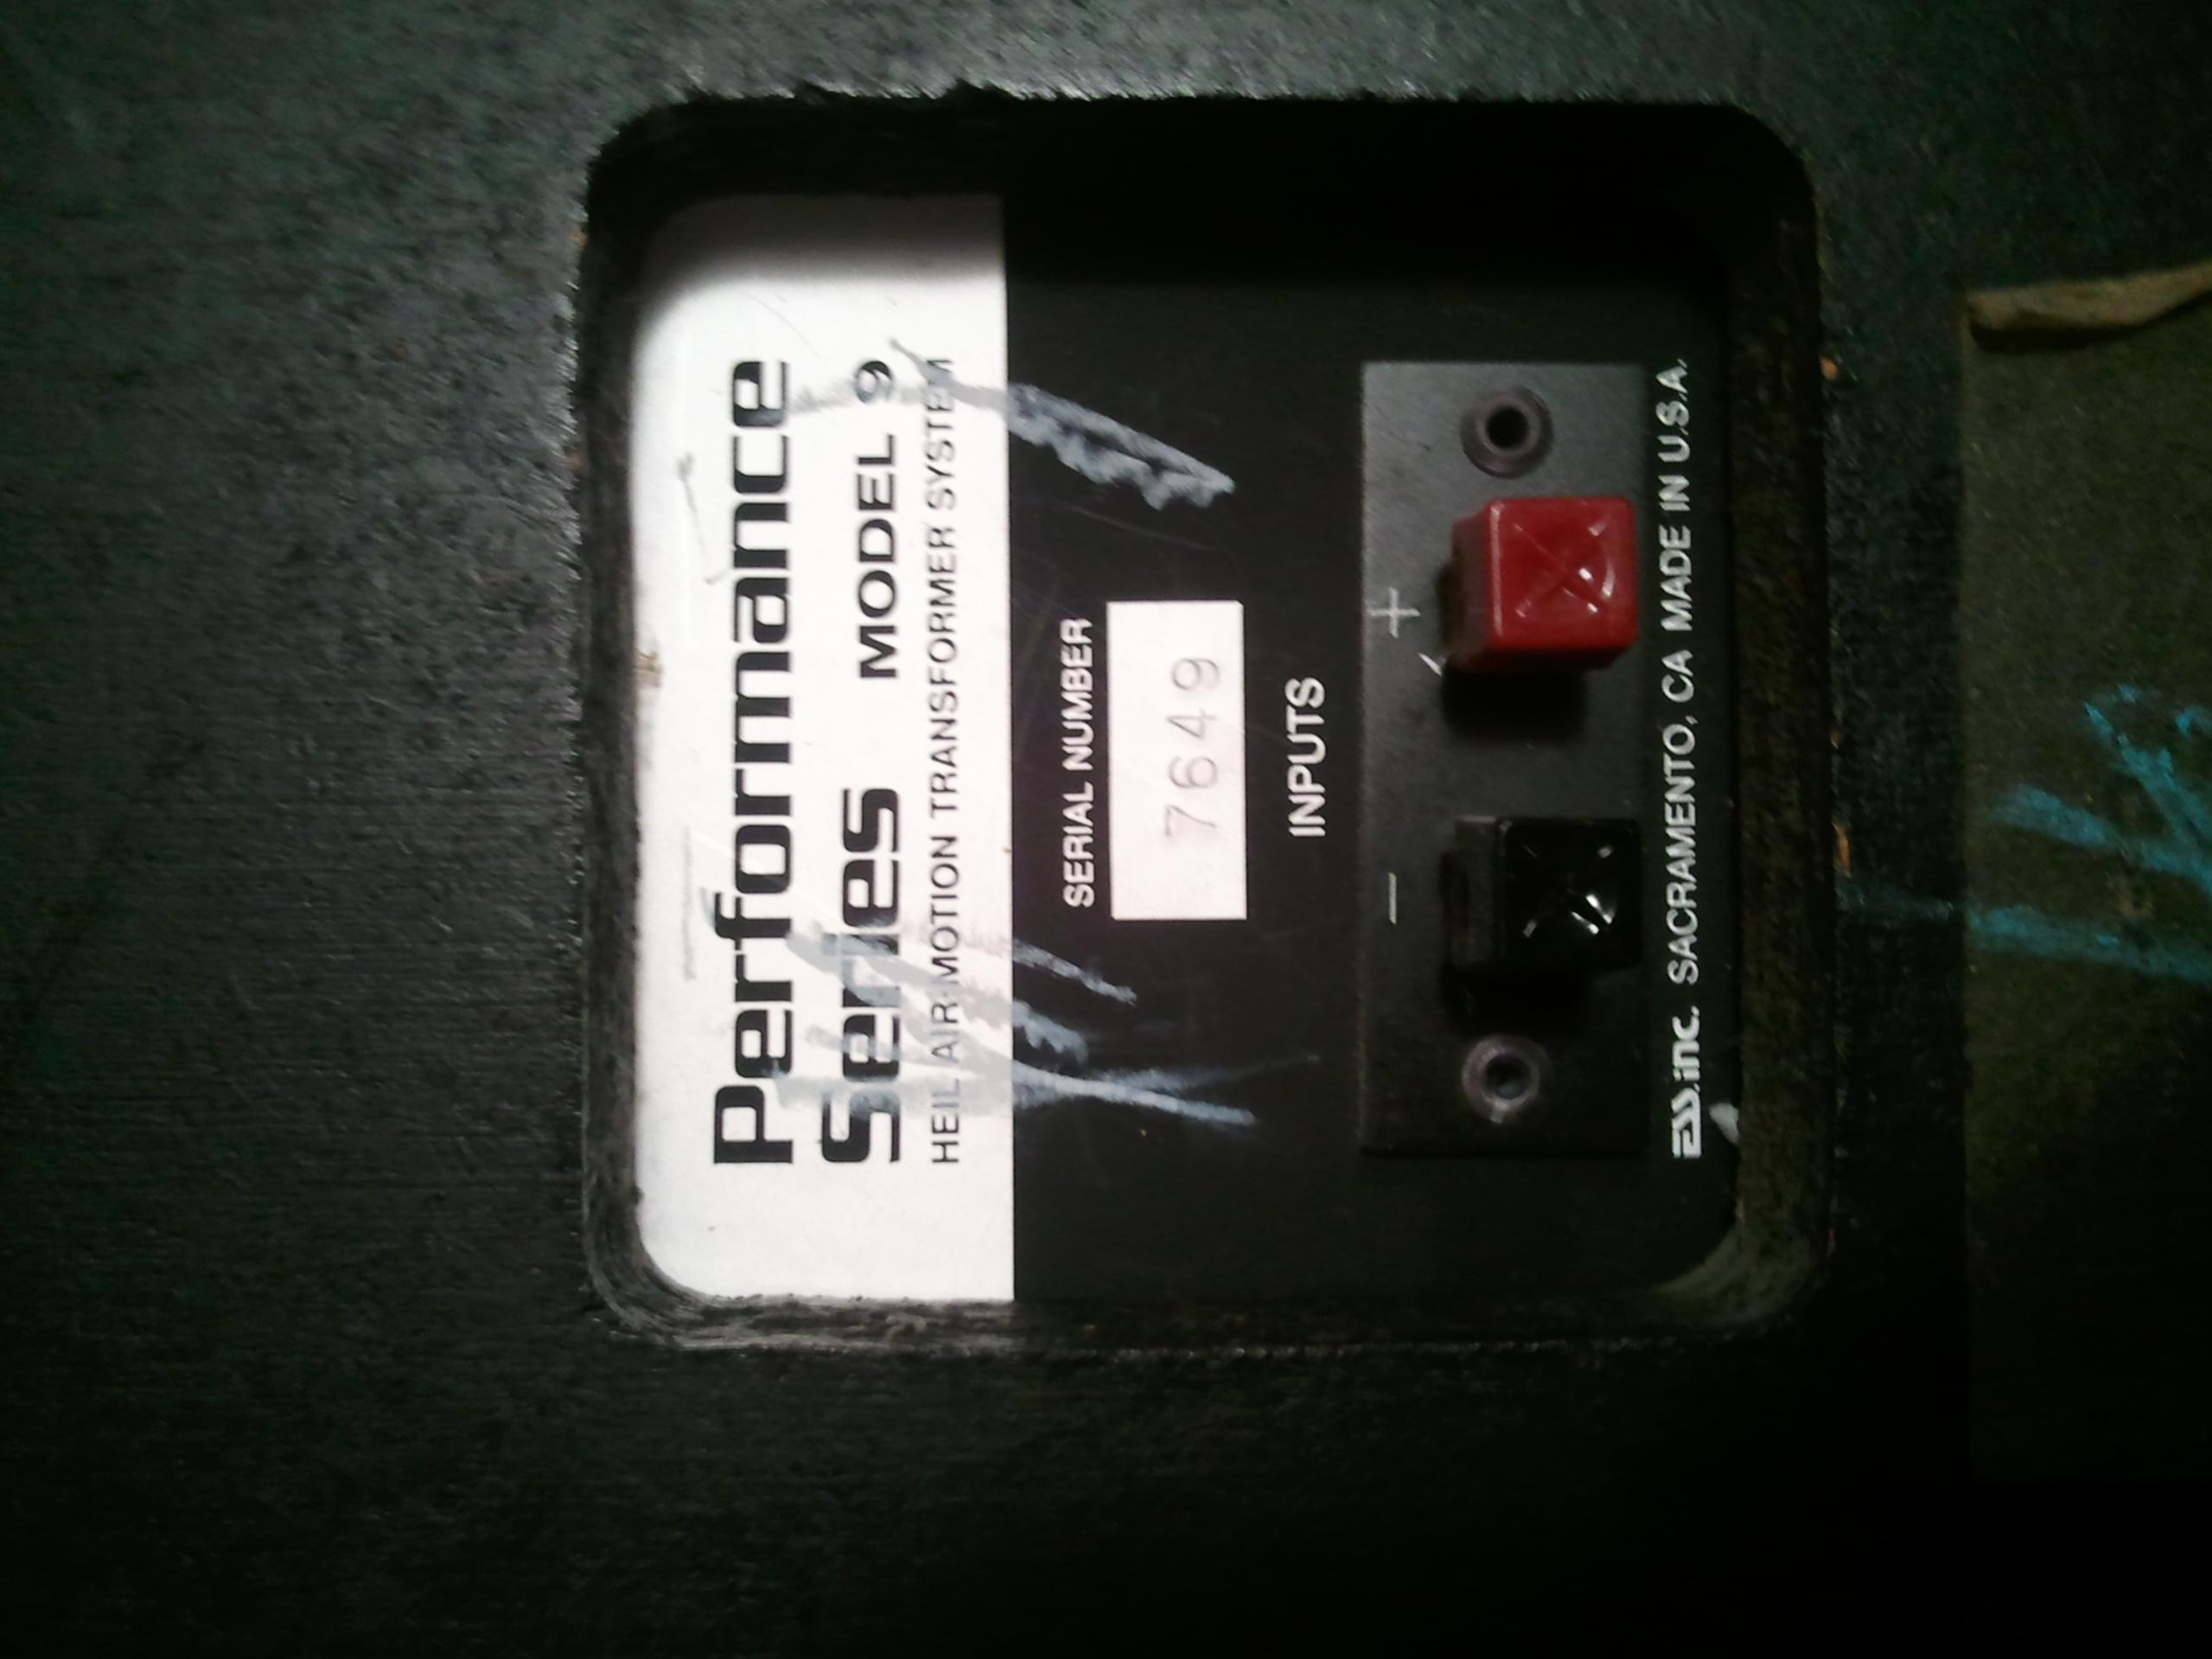 Performance
Series MODEL 9
HEIL AIR-MOTION TRANSFORMER SYSTEM
SERIAL NUMBER
7649
INPUTS
- +
ESS inc. SACRAMENTO, CA MADE IN U.S.A.